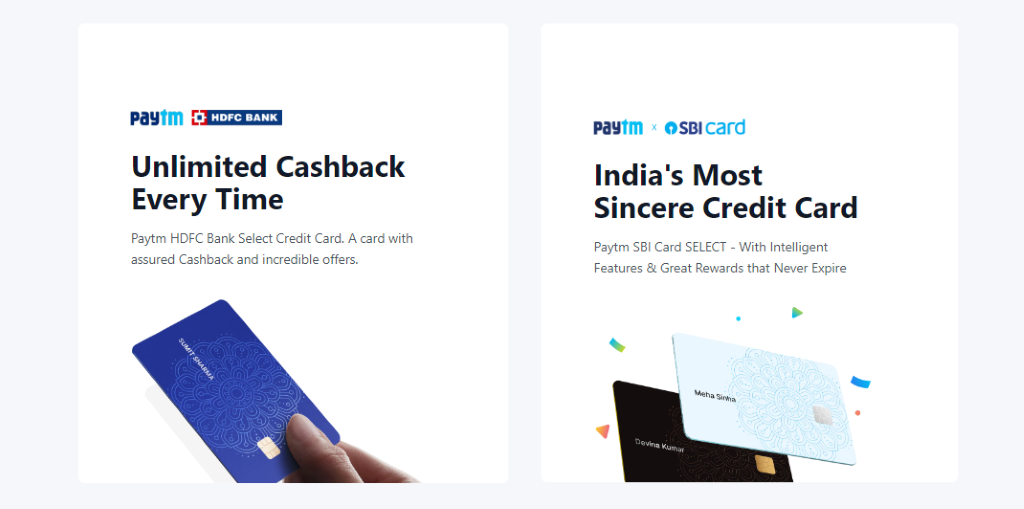 paytm HDFC BANK
Unlimited Cashback
Every Time
Paytm HDFC Bank Select Credit Card. A card with
assured Cashback and incredible offers.
SUMIT SHARMA
paytm x SBI card
India's Most
Sincere Credit Card
Paytm SBI Card SELECT - With Intelligent
Features & Great Rewards that Never Expire
Meha Sinha
Devina Kumar